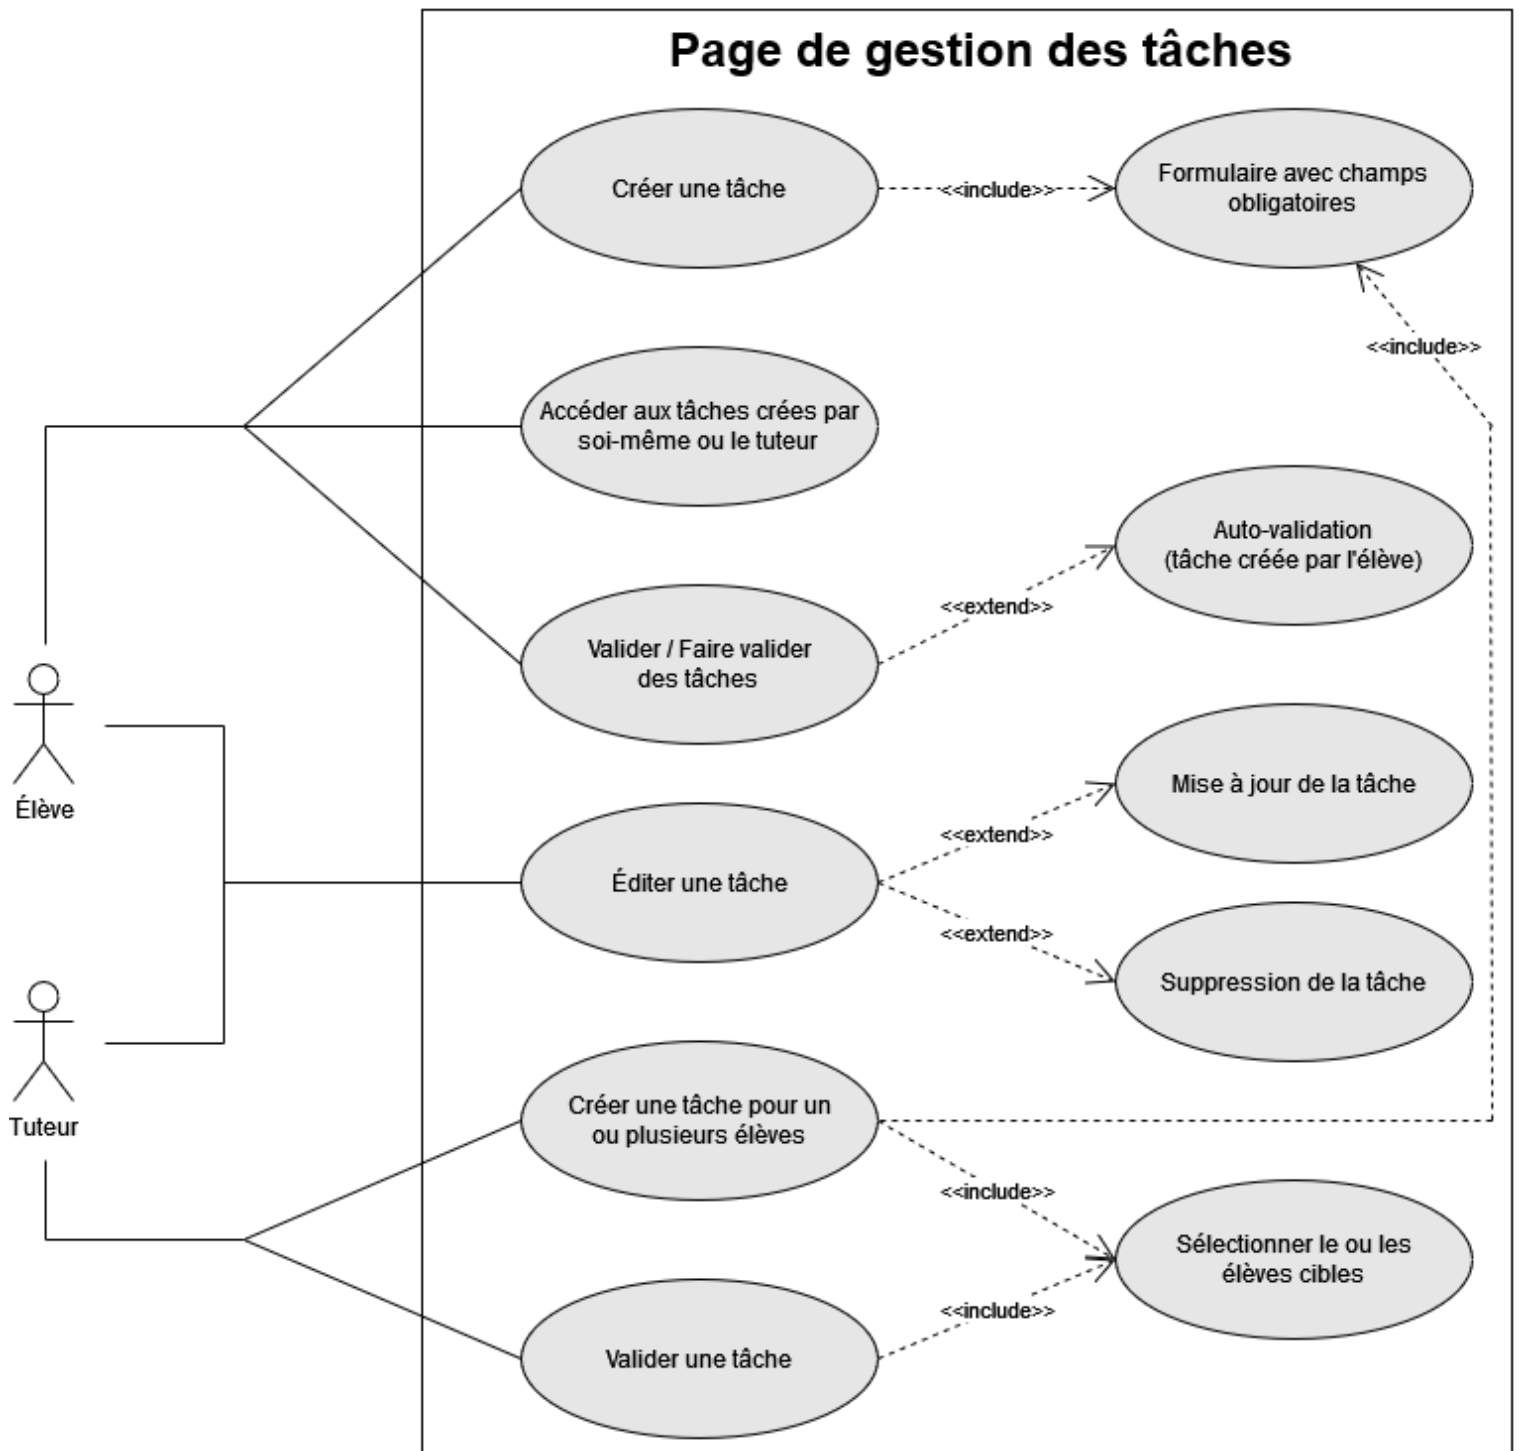 Page de gestion des tâches
Créer une tâche
<<include>>
Formulaire avec champs
obligatoires
<<include>>
Accéder aux tâches crées par
soi-même ou le tuteur
Auto-validation
(tâche créée par l'élève)
<<extend>>
Valider / Faire valider
des tâches
Élève
Mise à jour de la tâche
<<extend>>
Éditer une tâche
<<extend>>
Suppression de la tâche
Tuteur
Créer une tâche pour un
ou plusieurs élèves
<<include>>
Sélectionner le ou les
élèves cibles
<<include>>
Valider une tâche